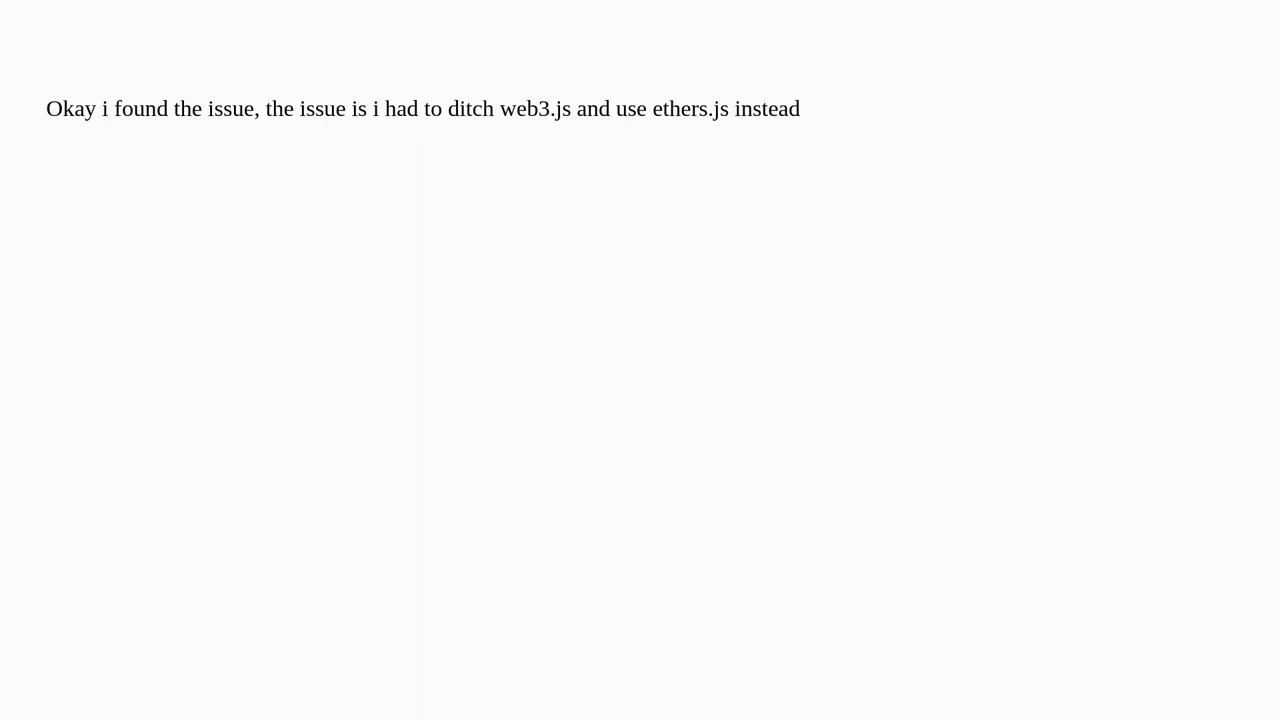 Okay i found the issue, the issue is i had to ditch web3.js and use ethers.js instead